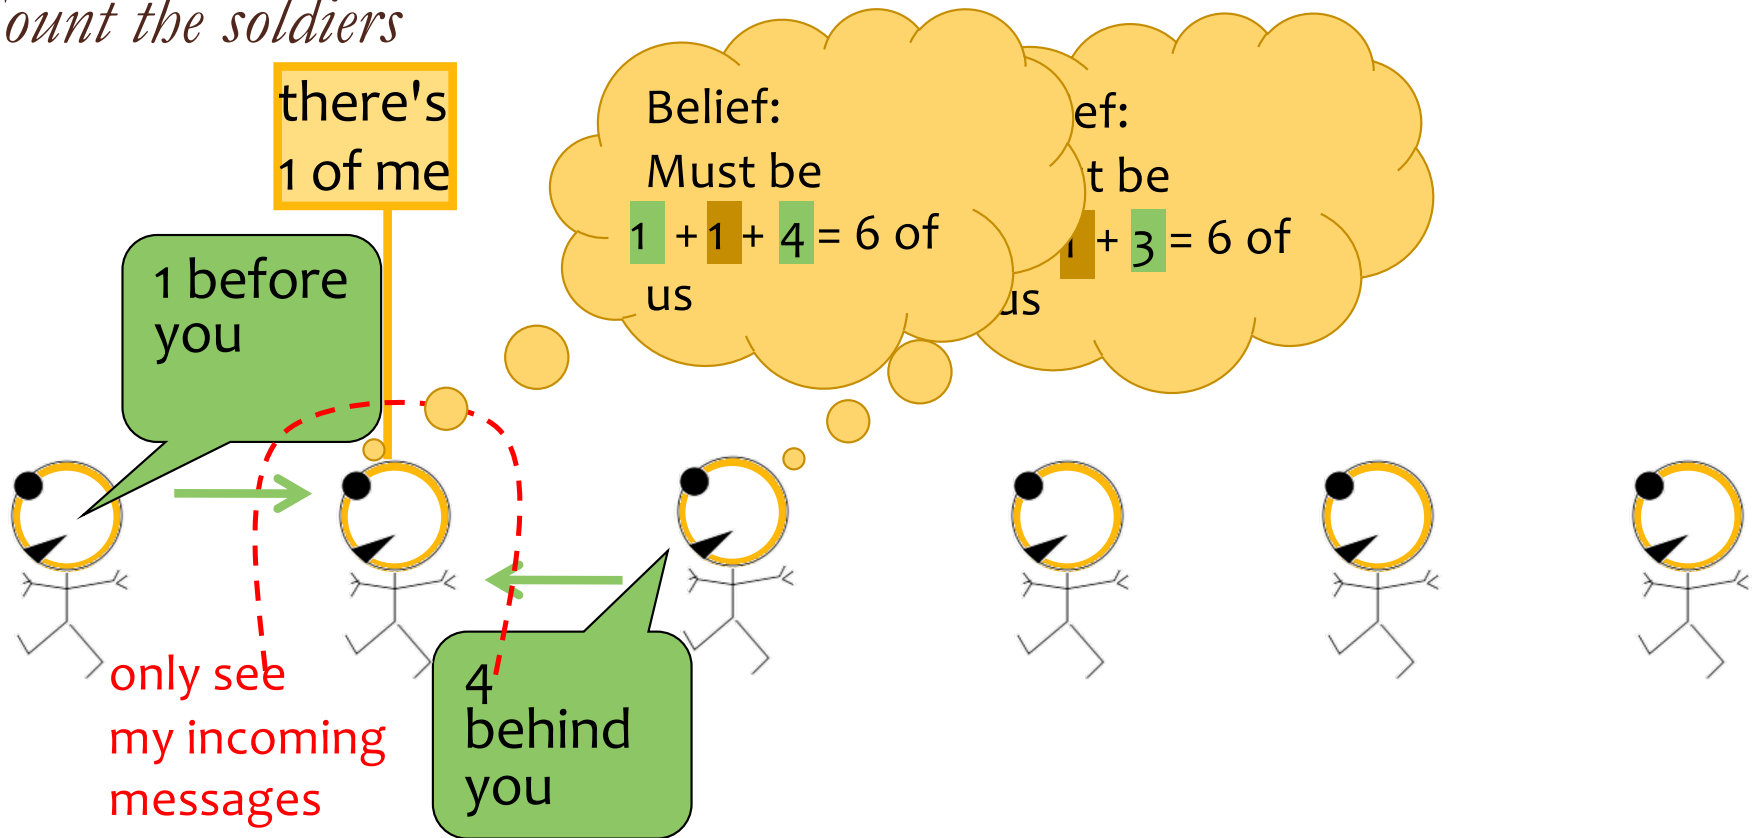 ount the soldiers
there's
1 of me
1 before
you
Belief:
Must be
1 + 1 + 4 = 6 of
us
ef:
t be
1 + 3 = 6 of
us
only see
my incoming
messages
4
behind
you